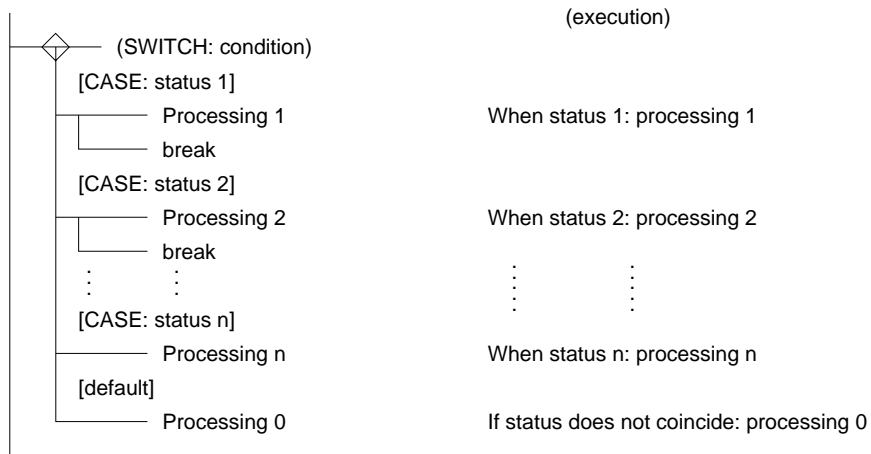 (execution)
(SWITCH: condition)
[CASE: status 1]
Processing 1 When status 1: processing 1
break
[CASE: status 2]
Processing 2 When status 2: processing 2
break
[CASE: status n]
Processing n When status n: processing n
[default]
Processing 0 If status does not coincide: processing 0